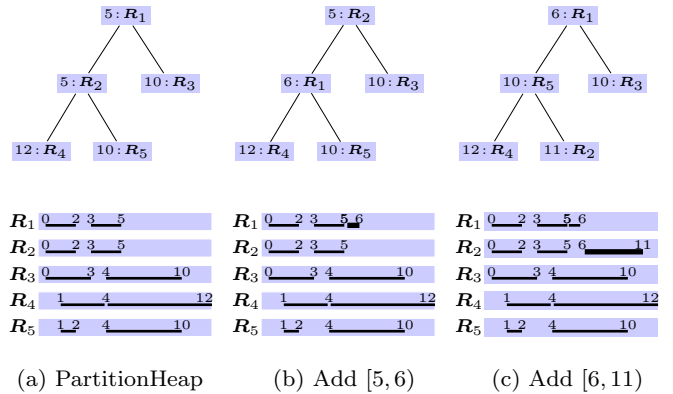 5 : R1 5 : R2 6 : R1
5 : R2 10 : R3 6 : R1 10 : R3 10 : R5 10 : R3
12 : R4 10 : R5 12 : R4 10 : R5 12 : R4 11 : R2
R1 0 2 3 5 R1 0 2 3 5 6 R1 0 2 3 5 6
R2 0 2 3 5 R2 0 2 3 5 R2 0 2 3 5 6 11
R3 0 3 4 10 R3 0 3 4 10 R3 0 3 4 10
R4 1 4 12 R4 1 4 12 R4 1 4 12
R5 1 2 4 10 R5 1 2 4 10 R5 1 2 4 10
(a) PartitionHeap (b) Add [5, 6) (c) Add [6, 11)